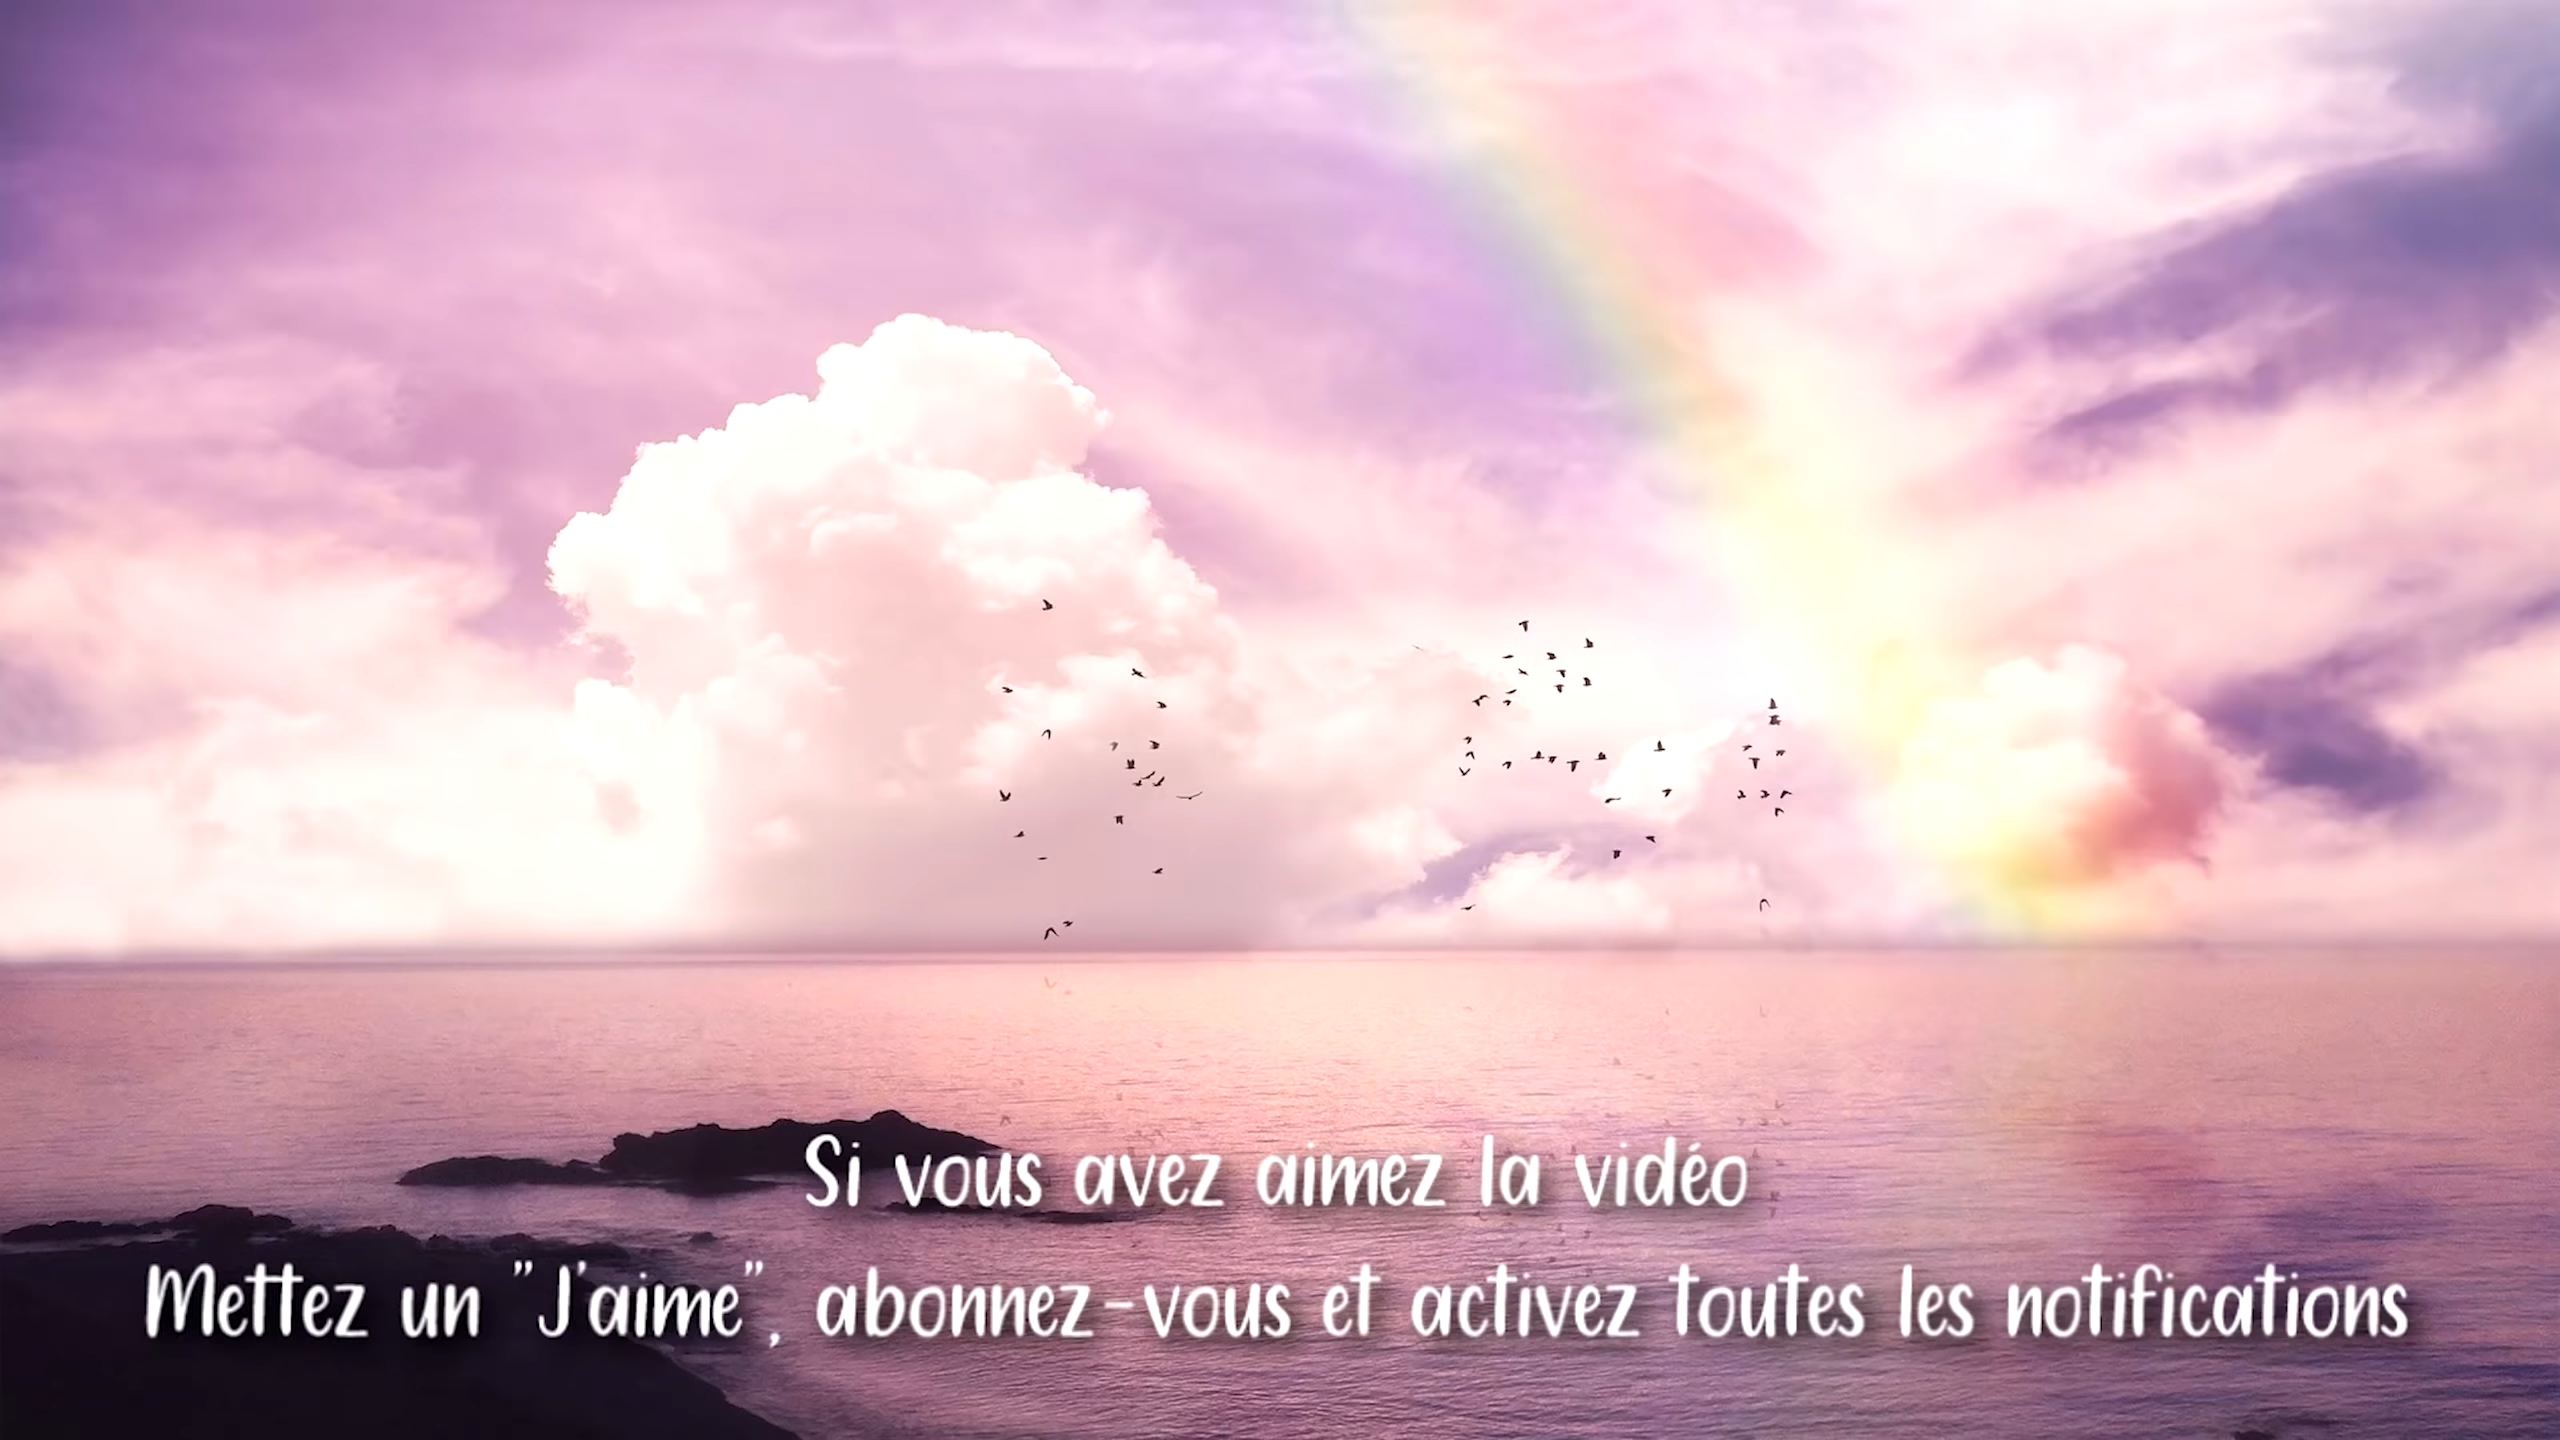 Si vous avez aimez la vidéo
Mettez un "J'aime", abonnez-vous et activez toutes les notifications